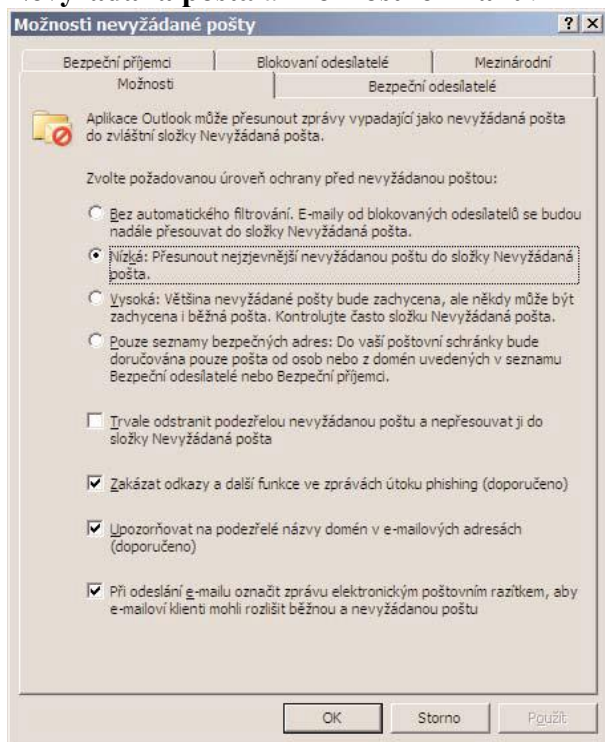 Možnosti nevyžádané pošty
Bezpeční příjemci
Blokovaní odesílatelé
Mezinárodní
Možnosti
Bezpeční odesílatelé
Aplikace Outlook může přesunout zprávy vypadající jako nevyžádaná pošta
do zvláštní složky Nevyžádaná pošta.
Zvolte požadovanou úroveň ochrany před nevyžádanou poštou:
Bez automatického filtrování. E-maily od blokovaných odesílatelů se budou
nadále přesouvat do složky Nevyžádaná pošta.
Nízká: Přesunout nejzjevnější nevyžádanou poštu do složky Nevyžádaná
pošta.
Vysoká: Většina nevyžádané pošty bude zachycena, ale někdy může být
zachycena i běžná pošta. Kontrolujte často složku Nevyžádaná pošta.
Pouze seznamy bezpečných adres: Do vaší poštovní schránky bude
doručována pouze pošta od osob nebo z domén uvedených v seznamu
Bezpeční odesílatelé nebo Bezpeční příjemci.
Trvale odstranit podezřelou nevyžádanou poštu a nepřesouvat ji do
složky Nevyžádaná pošta
Zakázat odkazy a další funkce ve zprávách útoku phishing (doporučeno)
Upozorňovat na podezřelé názvy domén v e-mailových adresách
(doporučeno)
Při odeslání e-mailu označit zprávu elektronickým poštovním razítkem, aby
e-mailoví klienti mohli rozlišit běžnou a nevyžádanou poštu
OK
Storno
Použít